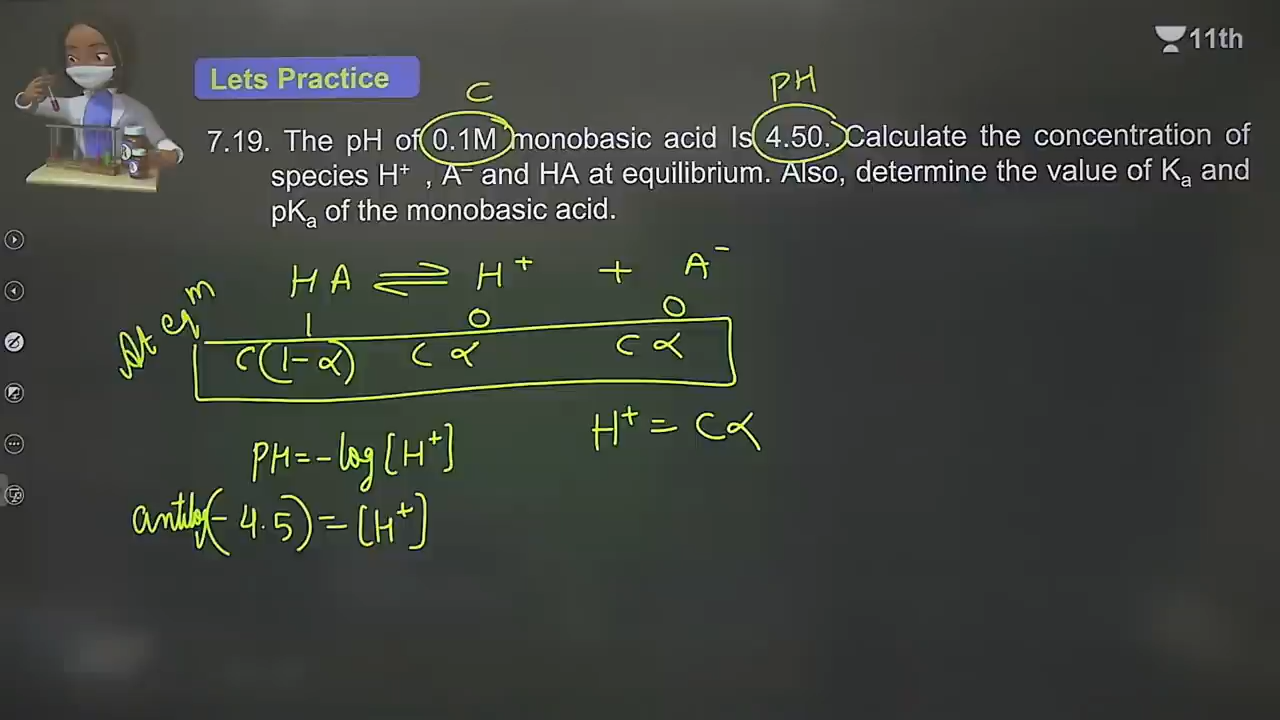 11th
Lets Practice
C
PH
7.19. The pH of 0.1M monobasic acid Is 4.50. Calculate the concentration of
species H⁺ , A⁻ and HA at equilibrium. Also, determine the value of Kₐ and
pKₐ of the monobasic acid.
HA ⇌ H⁺ + A⁻
1 0 0
At eqᵐ C(1-α) Cα Cα
H⁺ = Cα
PH=-log[H⁺]
antilog(-4.5)=[H⁺]